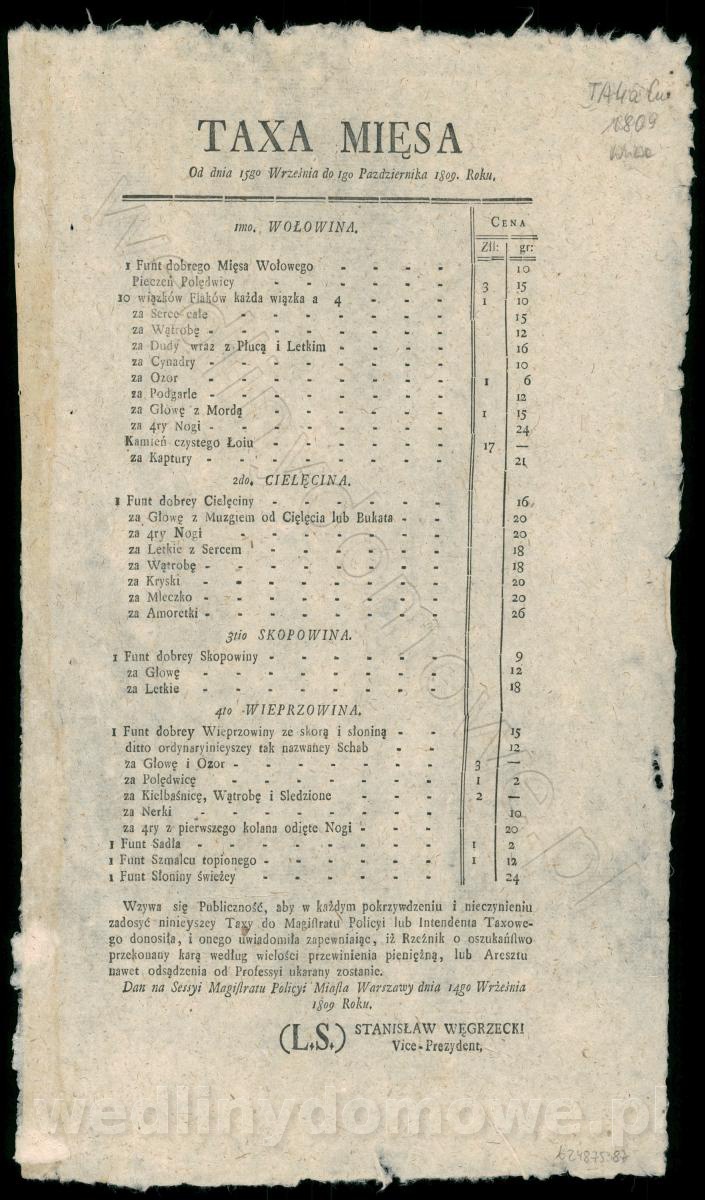 TAXA MIĘSA
Od dnia 15go Września do 1go Pazdziernika 1809. Roku.
1mo. WOŁOWINA.
CENA
Zll: gr:
1 Funt dobrego Mięsa Wołowego - - - - 10
Pieczeń Polędwicy - - - - - - 3 15
10 wiązków Flaków każda wiązka a 4 - - - 1 10
za Serce całe - - - - - - - 15
za Wątrobę - - - - - - - - 12
za Dudy wraz z Płucą i Letkim - - - - 16
za Cynadry - - - - - - - - 10
za Ozor - - - - - - - - 1 6
za Podgarle - - - - - - - - 12
za Głowę z Mordą - - - - - - 1 15
za 4ry Nogi - - - - - - - - 24
Kamień czystego Łoiu - - - - - - 17 —
za Kaptury - - - - - - - - 21
2do. CIELĘCINA.
1 Funt dobrey Cielęciny - - - - - - 16
za Głowę z Muzgiem od Cięlęcia lub Bukata - - 20
za 4ry Nogi - - - - - - - 20
za Letkie z Sercem - - - - - - 18
za Wątrobę - - - - - - - - 18
za Kryski - - - - - - - - 20
za Mleczko - - - - - - - - 20
za Amoretki - - - - - - - - 26
3tio SKOPOWINA.
1 Funt dobrey Skopowiny - - - - - - 9
za Głowę - - - - - - - - 12
za Letkie - - - - - - - - 18
4to WIEPRZOWINA.
1 Funt dobrey Wieprzowiny ze skorą i słoniną - - 15
ditto ordynaryinieyszey tak nazwaney Schab - - 12
za Głowę i Ozor - - - - - - - 3 —
za Polędwicę - - - - - - - 1 2
za Kielbaśnicę, Wątrobę i Sledzione - - - 2 —
za Nerki - - - - - - - - 10
za 4ry z pierwszego kolana odięte Nogi - - - 20
1 Funt Sadla - - - - - - - - 1 2
1 Funt Szmalcu topionego - - - - - - 1 12
1 Funt Słoniny świeżey - - - - - - 24
Wzywa się Publiczność, aby w każdym pokrzywdzeniu i nieczynieniu
zadosyć ninieyszey Taxy do Magistratu Policyi lub Intendenta Taxowe-
go donosiła, i onego uwiadomiła zapewniaiąc, iż Rzeźnik o oszukaństwo
przekonany karą według wielości przewinienia pieniężną, lub Aresztu
nawet odsądzenia od Professyi ukarany zostanie.
Dan na Sessyi Magistratu Policyi Miasta Warszawy dnia 14go Września
1809 Roku.
(L.S.) STANISŁAW WĘGRZECKI
Vice-Prezydent,
1809
wedlinydomowe.pl
wedlinydomowe.pl